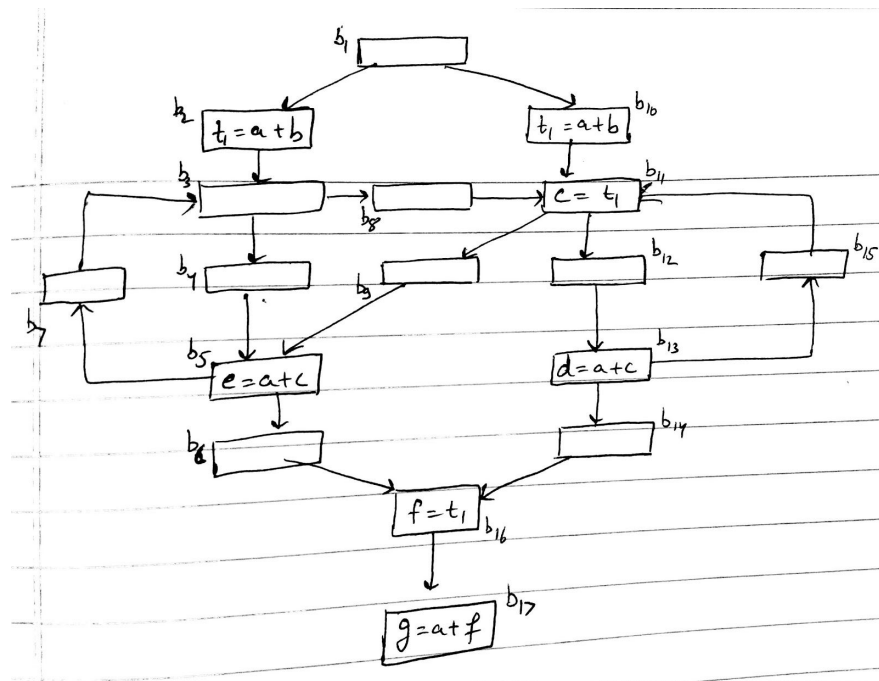 b1
b2
t1 = a + b
b10
t1 = a + b
b3
b8
b11
c = t1
b7
b4
b9
b12
b15
b5
e = a + c
b13
d = a + c
b6
b14
f = t1
b16
b17
g = a + f